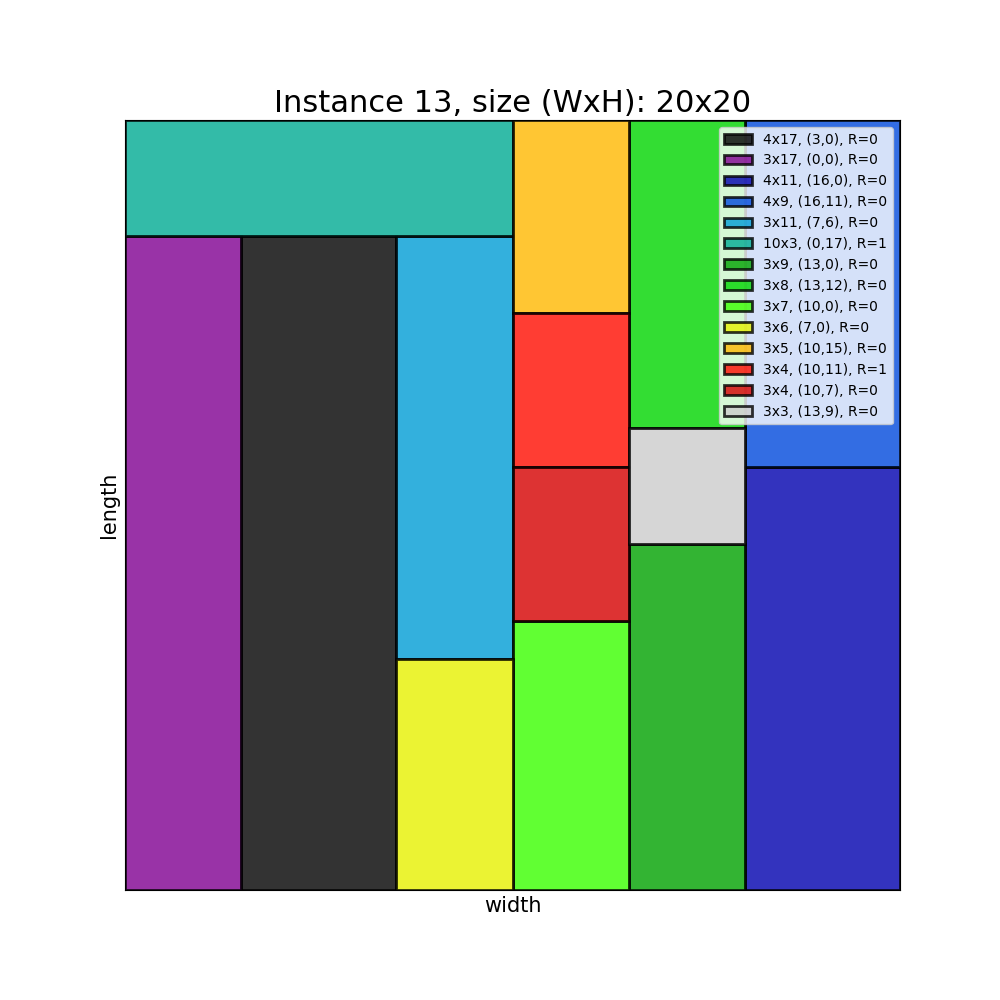 Instance 13, size (WxH): 20x20
4x17, (3,0), R=0
3x17, (0,0), R=0
4x11, (16,0), R=0
4x9, (16,11), R=0
3x11, (7,6), R=0
10x3, (0,17), R=1
3x9, (13,0), R=0
3x8, (13,12), R=0
3x7, (10,0), R=0
3x6, (7,0), R=0
3x5, (10,15), R=0
3x4, (10,11), R=1
3x4, (10,7), R=0
3x3, (13,9), R=0
length
width